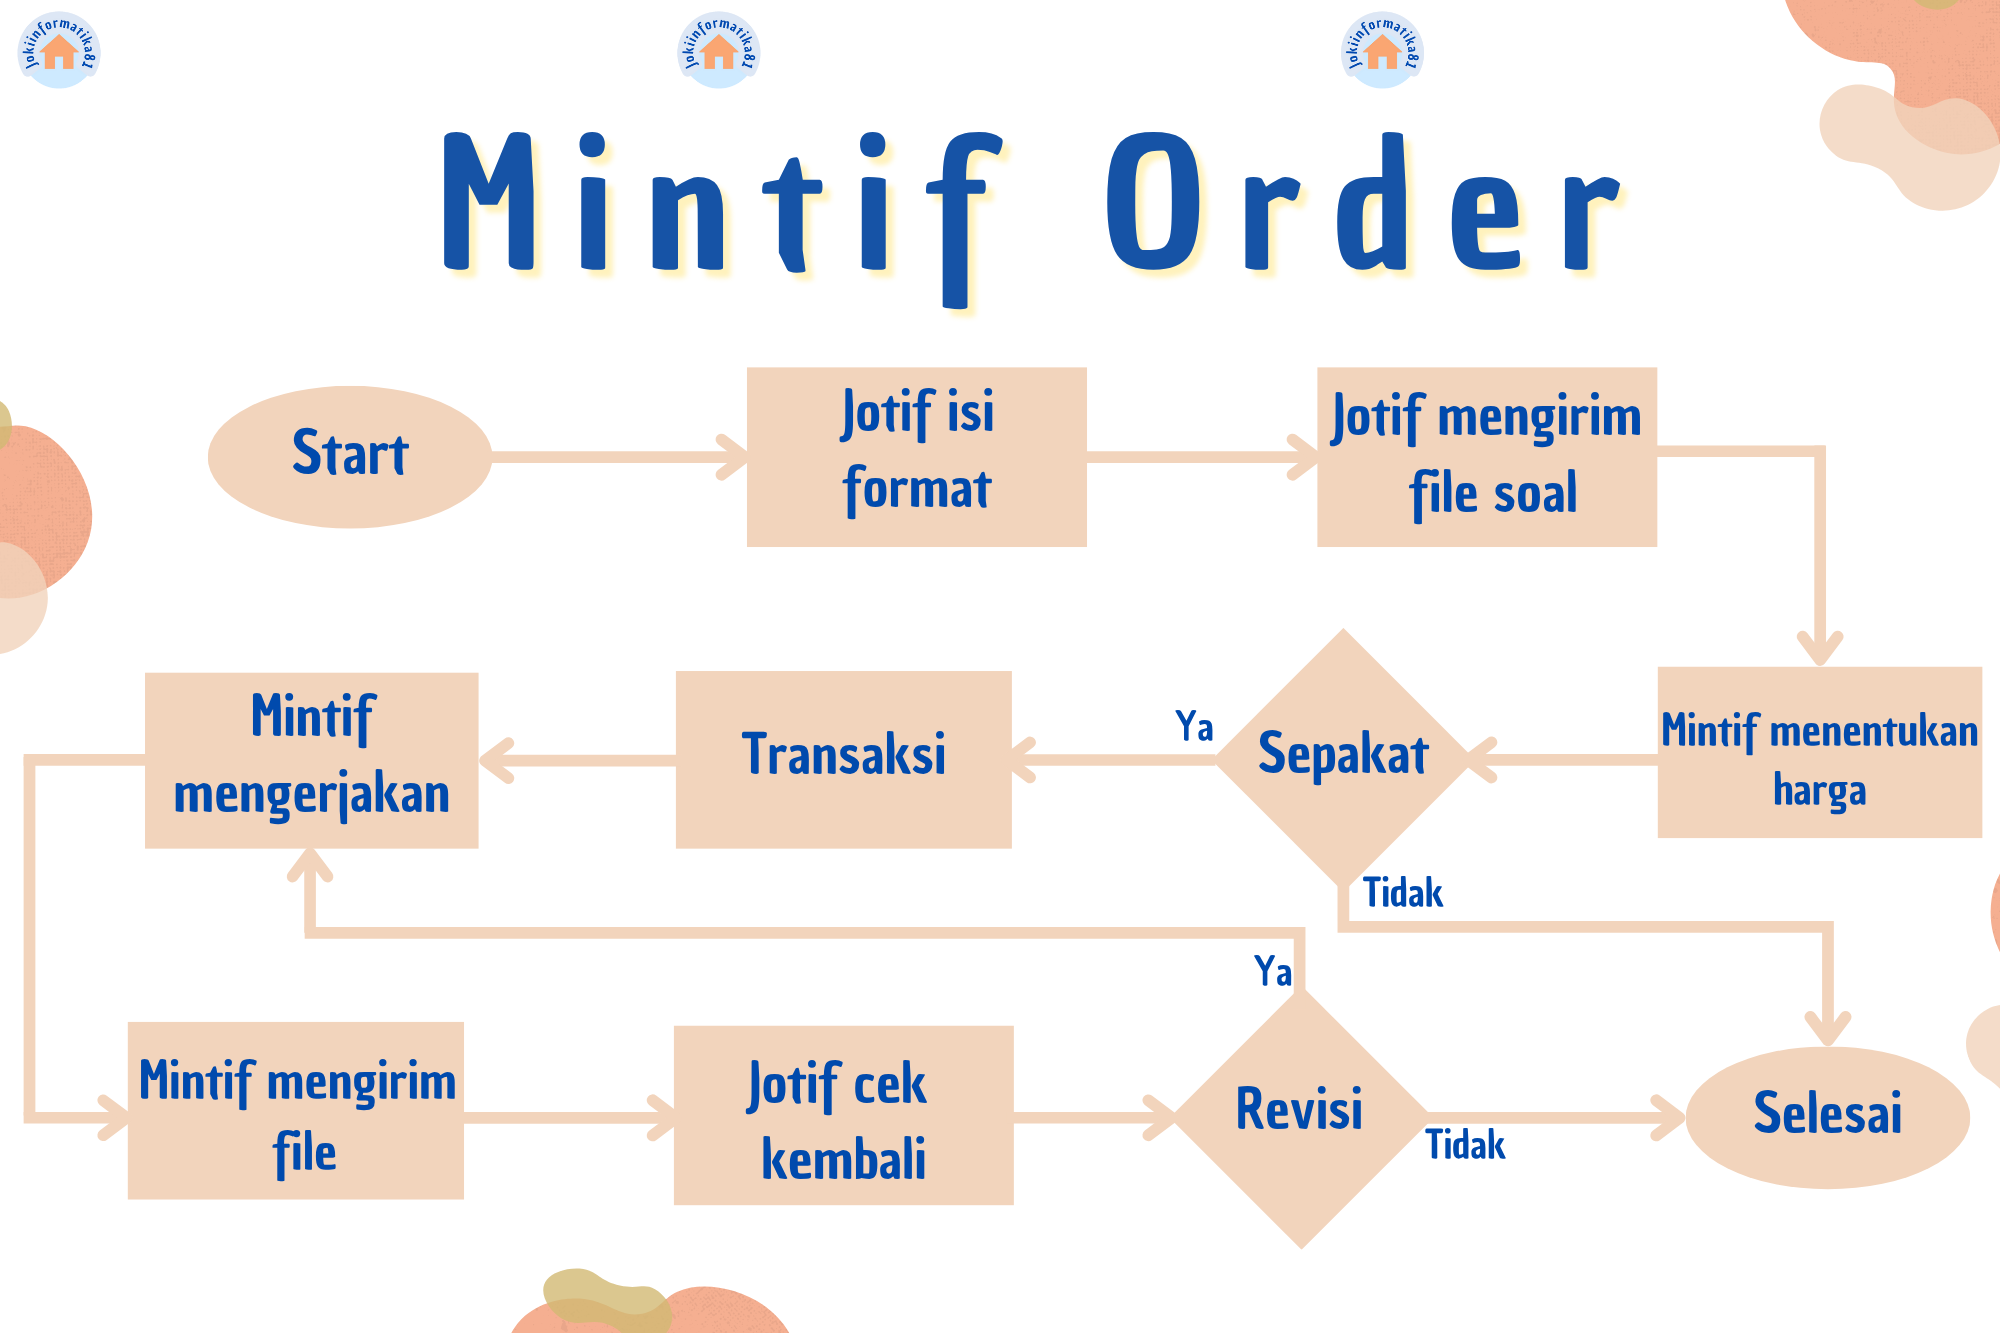 Jokiinformatika81
Jokiinformatika81
Jokiinformatika81
Mintif Order
Start
Jotif isi
format
Jotif mengirim
file soal
Mintif menentukan
harga
Sepakat
Ya
Tidak
Transaksi
Mintif
mengerjakan
Mintif mengirim
file
Jotif cek
kembali
Revisi
Ya
Tidak
Selesai